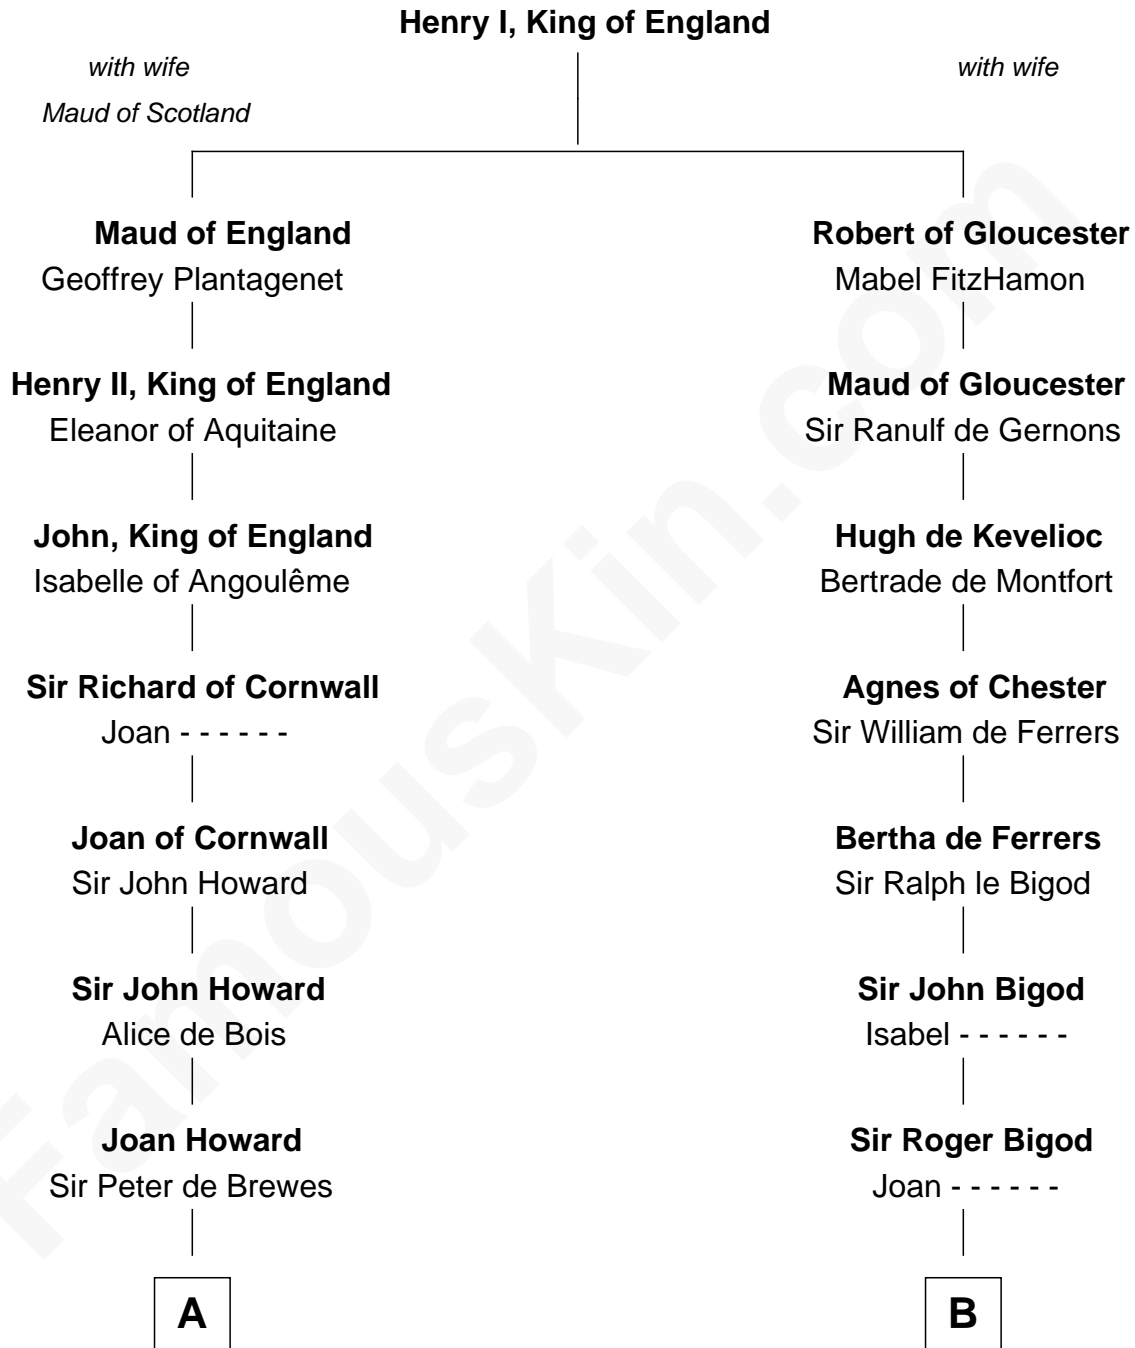 Henry I, King of England
with wife
Maud of Scotland
with wife
Maud of England
Geoffrey Plantagenet
Robert of Gloucester
Mabel FitzHamon
Henry II, King of England
Eleanor of Aquitaine
Maud of Gloucester
Sir Ranulf de Gernons
John, King of England
Isabelle of Angoulême
Hugh de Kevelioc
Bertrade de Montfort
Sir Richard of Cornwall
Joan - - - - - -
Agnes of Chester
Sir William de Ferrers
Joan of Cornwall
Sir John Howard
Bertha de Ferrers
Sir Ralph le Bigod
Sir John Howard
Alice de Bois
Sir John Bigod
Isabel - - - - - -
Joan Howard
Sir Peter de Brewes
Sir Roger Bigod
Joan - - - - - -
A
B
FamousKin.com